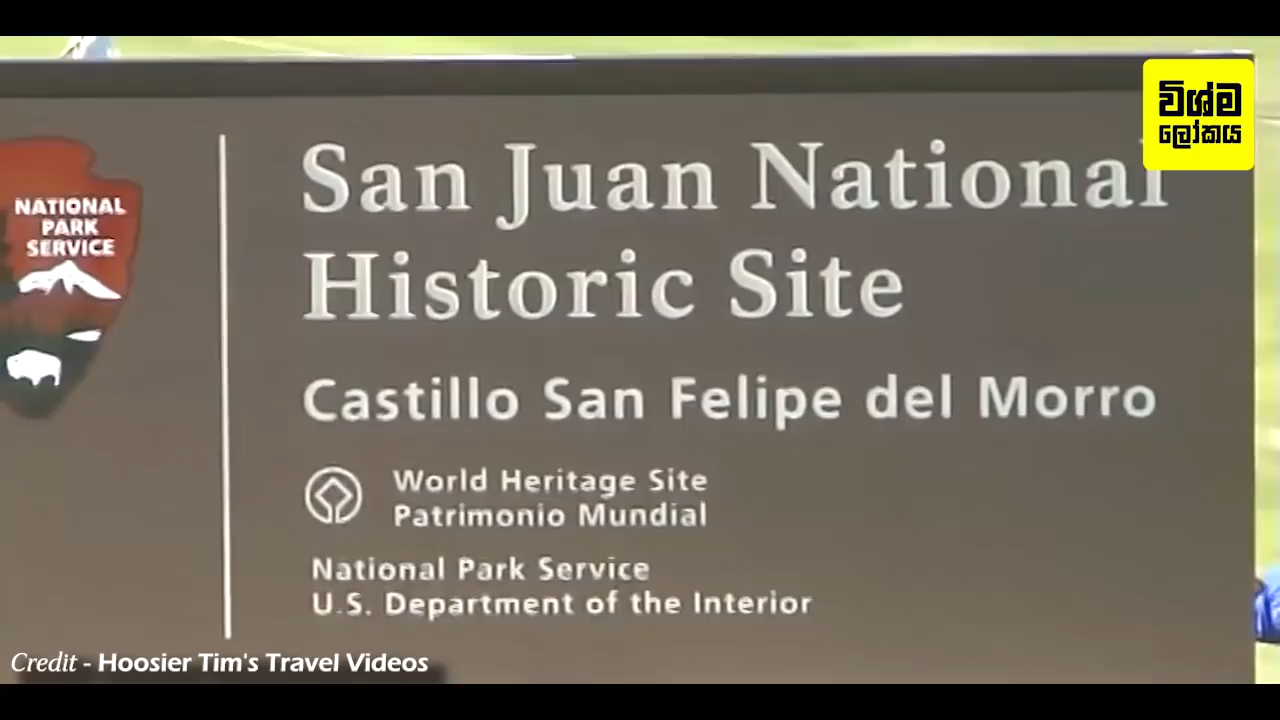 විශ්ම
ලෝකය
NATIONAL
PARK
SERVICE
San Juan National
Historic Site
Castillo San Felipe del Morro
World Heritage Site
Patrimonio Mundial
National Park Service
U.S. Department of the Interior
Credit - Hoosier Tim's Travel Videos